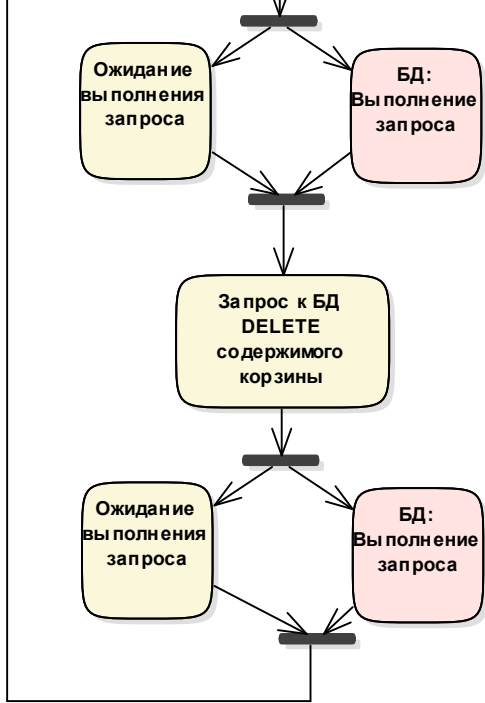 Ожидание
выполнения
запроса
БД:
Выполнение
запроса
Запрос к БД
DELETE
содержимого
корзины
Ожидание
выполнения
запроса
БД:
Выполнение
запроса